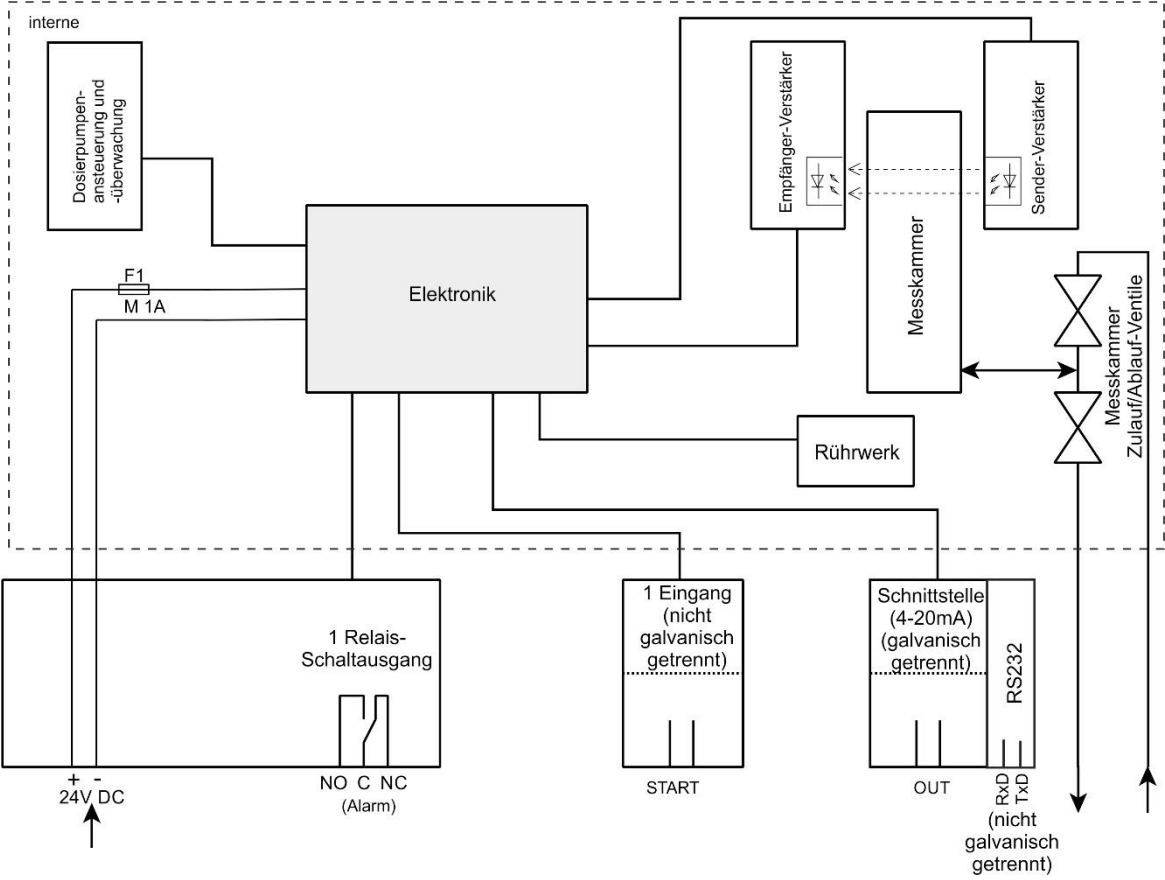 interne
Dosierpumpen-
ansteuerung und
-überwachung
Empfänger-Verstärker
Messkammer
Sender-Verstärker
F1
M 1A
Elektronik
Messkammer
Zulauf/Ablauf-Ventile
Rührwerk
1 Relais-
Schaltausgang
1 Eingang
(nicht
galvanisch
getrennt)
Schnittstelle
(4-20mA)
(galvanisch
getrennt)
RS232
+ -
24V DC
NO C NC
(Alarm)
START
OUT
RxD
TxD
(nicht
galvanisch
getrennt)